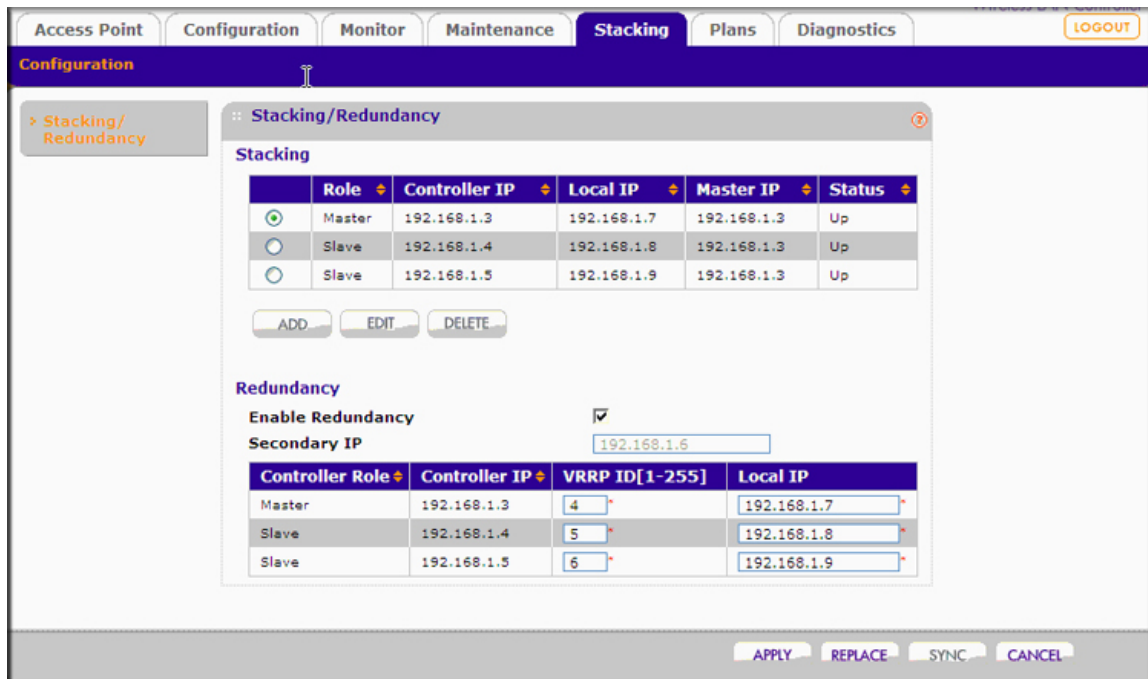 Access Point Configuration Monitor Maintenance Stacking Plans Diagnostics LOGOUT
Configuration
> Stacking/
Redundancy
Stacking/Redundancy ?
Stacking
Role Controller IP Local IP Master IP Status
Master 192.168.1.3 192.168.1.7 192.168.1.3 Up
Slave 192.168.1.4 192.168.1.8 192.168.1.3 Up
Slave 192.168.1.5 192.168.1.9 192.168.1.3 Up
ADD EDIT DELETE
Redundancy
Enable Redundancy
Secondary IP 192.168.1.6
Controller Role Controller IP VRRP ID[1-255] Local IP
Master 192.168.1.3 4 * 192.168.1.7 *
Slave 192.168.1.4 5 * 192.168.1.8 *
Slave 192.168.1.5 6 * 192.168.1.9 *
APPLY REPLACE SYNC CANCEL